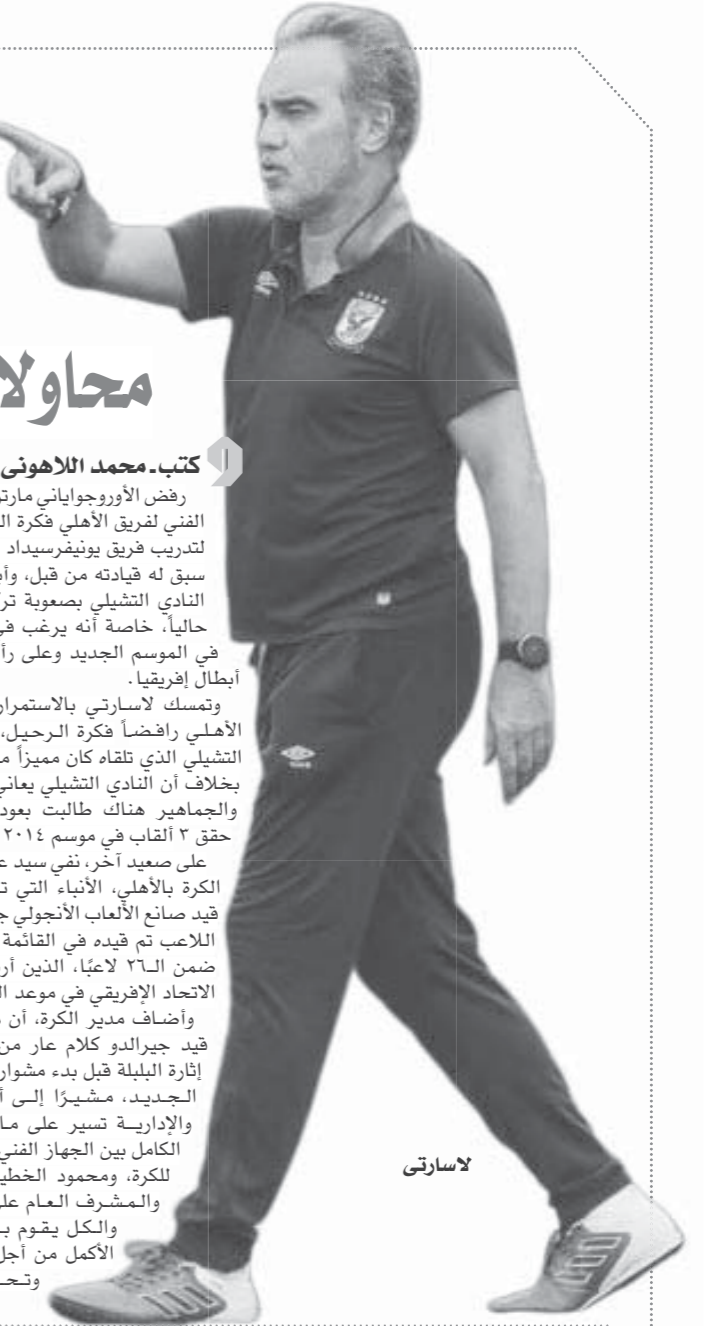 محاولا
كتب ـ محمد اللاهونى
رفض الأوروجواياني مارتن
الفني لفريق الأهلي فكرة ال
لتدريب فريق يونيفرسيداد
سبق له قيادته من قبل، وأب
النادي التشيلي بصعوبة تر
حالياً، خاصة أنه يرغب في
في الموسم الجديد وعلى رأ
أبطال إفريقيا.
وتمسك لاسارتي بالاستمرار
الأهلي رافضاً فكرة الرحيل،
التشيلي الذي تلقاه كان مميزاً م
بخلاف أن النادي التشيلي يعاني
والجماهير هناك طالبت بعود
حقق ٣ ألقاب في موسم ٢٠١٤
على صعيد آخر، نفي سيد ع
الكرة بالأهلي، الأنباء التي ت
قيد صانع الألعاب الأنجولي ج
اللاعب تم قيده في القائمة
ضمن الـ٢٦ لاعبًا، الذين أر
الاتحاد الإفريقي في موعد ال
وأضاف مدير الكرة، أن
قيد جيرالدو كلام عار من
إثارة البلبلة قبل بدء مشوار
الجديد، مشيرًا إلى أ
والإدارية تسير على ما
الكامل بين الجهاز الفني
للكرة، ومحمود الخطي
والمشرف العام على
والكل يقوم ب
الأكمل من أجل
وتح
لاسارتى